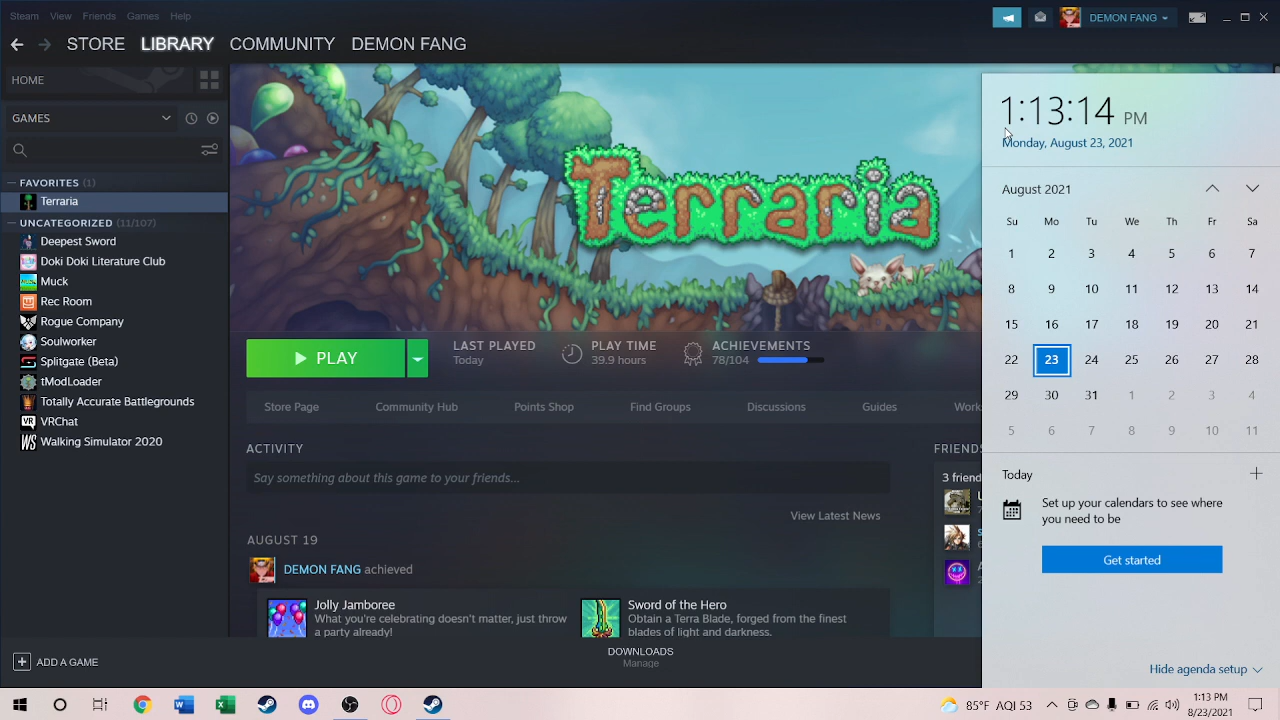 Steam View Friends Games Help
DEMON FANG
STORE LIBRARY COMMUNITY DEMON FANG
HOME
GAMES
FAVORITES (1)
Terraria
UNCATEGORIZED (11/107)
Deepest Sword
Doki Doki Literature Club
Muck
Rec Room
Rogue Company
Soulworker
Splitgate (Beta)
tModLoader
Totally Accurate Battlegrounds
VRChat
Walking Simulator 2020
ADD A GAME
Terraria
PLAY
LAST PLAYED
Today
PLAY TIME
39.9 hours
ACHIEVEMENTS
78/104
Store Page Community Hub Points Shop Find Groups Discussions Guides Work
ACTIVITY
Say something about this game to your friends...
View Latest News
AUGUST 19
DEMON FANG achieved
Jolly Jamboree
What you're celebrating doesn't matter, just throw
a party already!
Sword of the Hero
Obtain a Terra Blade, forged from the finest
blades of light and darkness.
FRIENDS
3 friend
DOWNLOADS
Manage
1:13:14 PM
Monday, August 23, 2021
August 2021
Su Mo Tu We Th Fr Sa
1 2 3 4 5 6 7
8 9 10 11 12 13 14
15 16 17 18 19 20 21
22 23 24 25 26 27 28
29 30 31 1 2 3 4
5 6 7 8 9 10 11
Today
Set up your calendars to see where
you need to be
Get started
Hide agenda setup
85°F
1:13 PM
8/23/2021